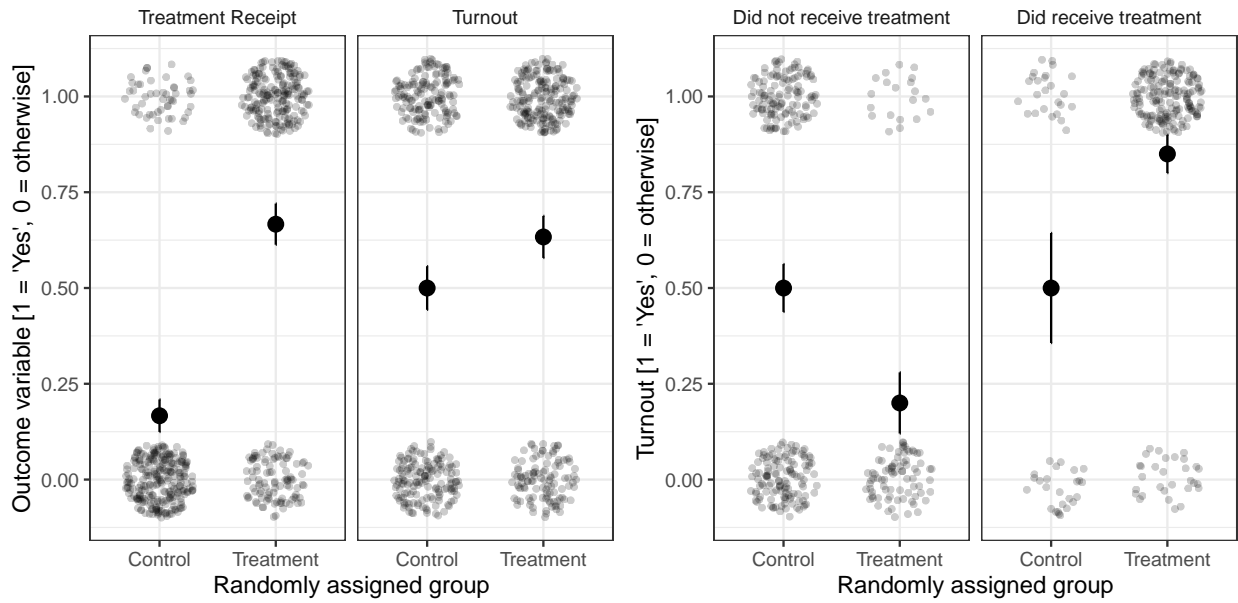 Treatment Receipt
Turnout
Outcome variable [1 = 'Yes', 0 = otherwise]
1.00
0.75
0.50
0.25
0.00
Control
Treatment
Control
Treatment
Randomly assigned group
Did not receive treatment
Did receive treatment
Turnout [1 = 'Yes', 0 = otherwise]
1.00
0.75
0.50
0.25
0.00
Control
Treatment
Control
Treatment
Randomly assigned group